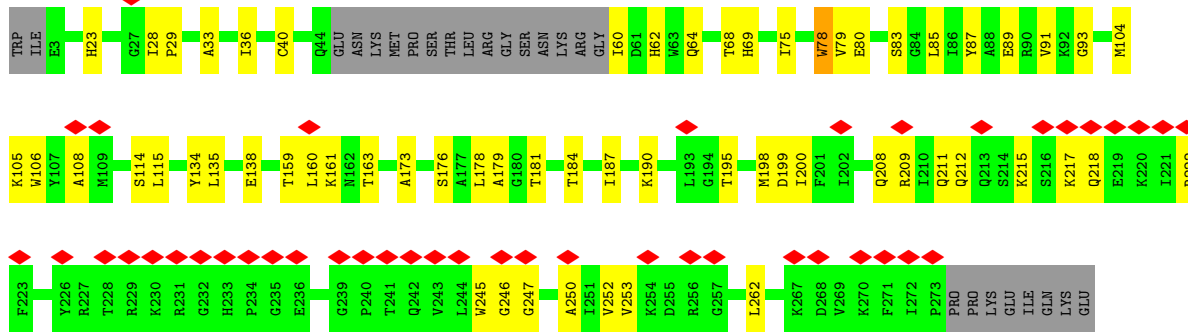 TRP ILE E3 H23 G27 I28 P29 A33 I36 C40 Q44 GLU ASN LYS MET PRO SER THR LEU ARG GLY SER ASN LYS ARG GLY I60 D61 H62 W63 Q64 T68 H69 I75 W78 V79 E80 S83 G84 L85 I86 Y87 A88 E89 R90 V91 K92 G93 M104
K105 W106 Y107 A108 M109 S114 L115 Y134 L135 E138 T159 L160 K161 N162 T163 A173 S176 A177 L178 A179 G180 T181 T184 I187 K190 L193 G194 T195 M198 D199 I200 F201 I202 Q208 R209 I210 Q211 Q212 Q213 S214 K215 S216 K217 Q218 E219 K220 I221
F223 Y226 R227 T228 R229 K230 R231 G232 H233 P234 G235 E236 G239 P240 T241 Q242 V243 L244 W245 G246 G247 A250 I251 V252 V253 K254 D255 R256 G257 L262 K267 D268 V269 K270 F271 I272 P273 PRO PRO LYS GLU ILE GLN LYS GLU